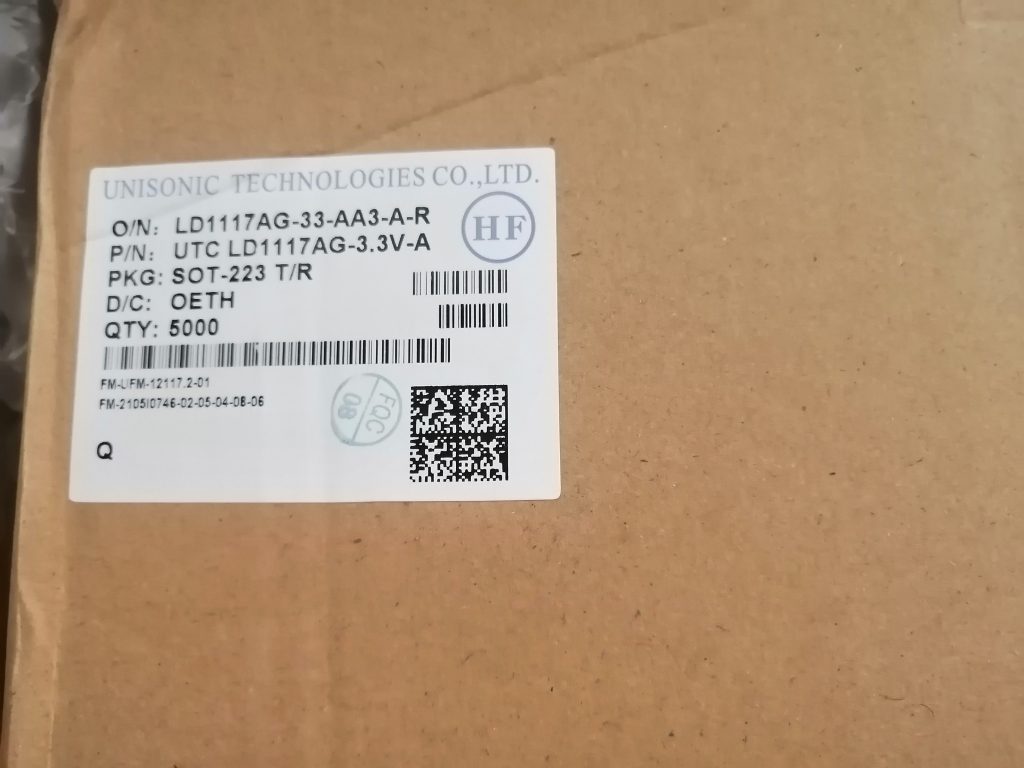 UNISONIC TECHNOLOGIES CO.,LTD.
O/N: LD1117AG-33-AA3-A-R
P/N: UTC LD1117AG-3.3V-A
HF
PKG: SOT-223 T/R
D/C: OETH
QTY: 5000
FM-UFM-12117.2-01
FM-2105I0746-02-05-04-08-06
FQC
08
Q